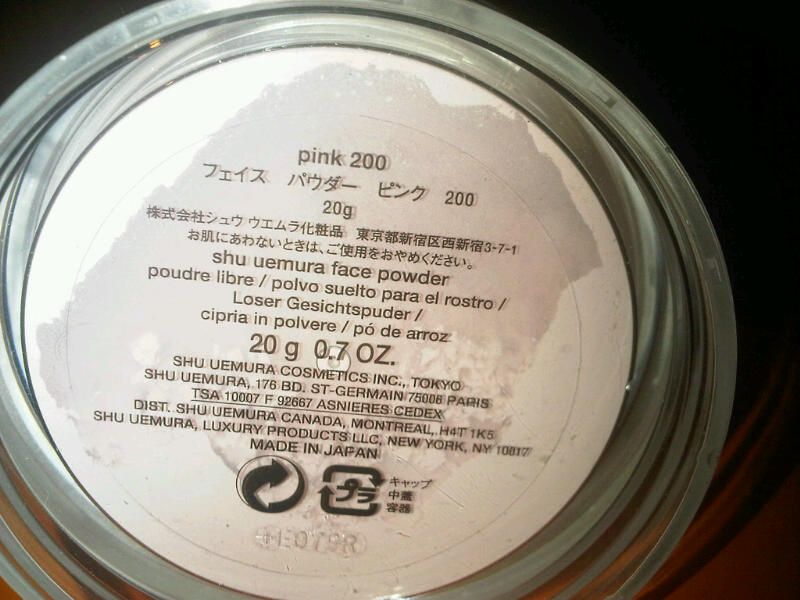 pink 200
フェイス パウダー ピンク 200
20g
株式会社シュウ ウエムラ化粧品 東京都新宿区西新宿3-7-1
お肌にあわないときは、ご使用をおやめください。
shu uemura face powder
poudre libre / polvo suelto para el rostro /
Loser Gesichtspuder /
cipria in polvere / pó de arroz
20 g 0.7 OZ.
SHU UEMURA COSMETICS INC., TOKYO
SHU UEMURA, 176 BD. ST-GERMAIN 75006 PARIS
TSA 10007 F 92667 ASNIERES CEDEX
DIST. SHU UEMURA CANADA, MONTREAL, H4T 1K5
SHU UEMURA, LUXURY PRODUCTS LLC, NEW YORK, NY 10017
MADE IN JAPAN
プラ
キャップ
中蓋
容器